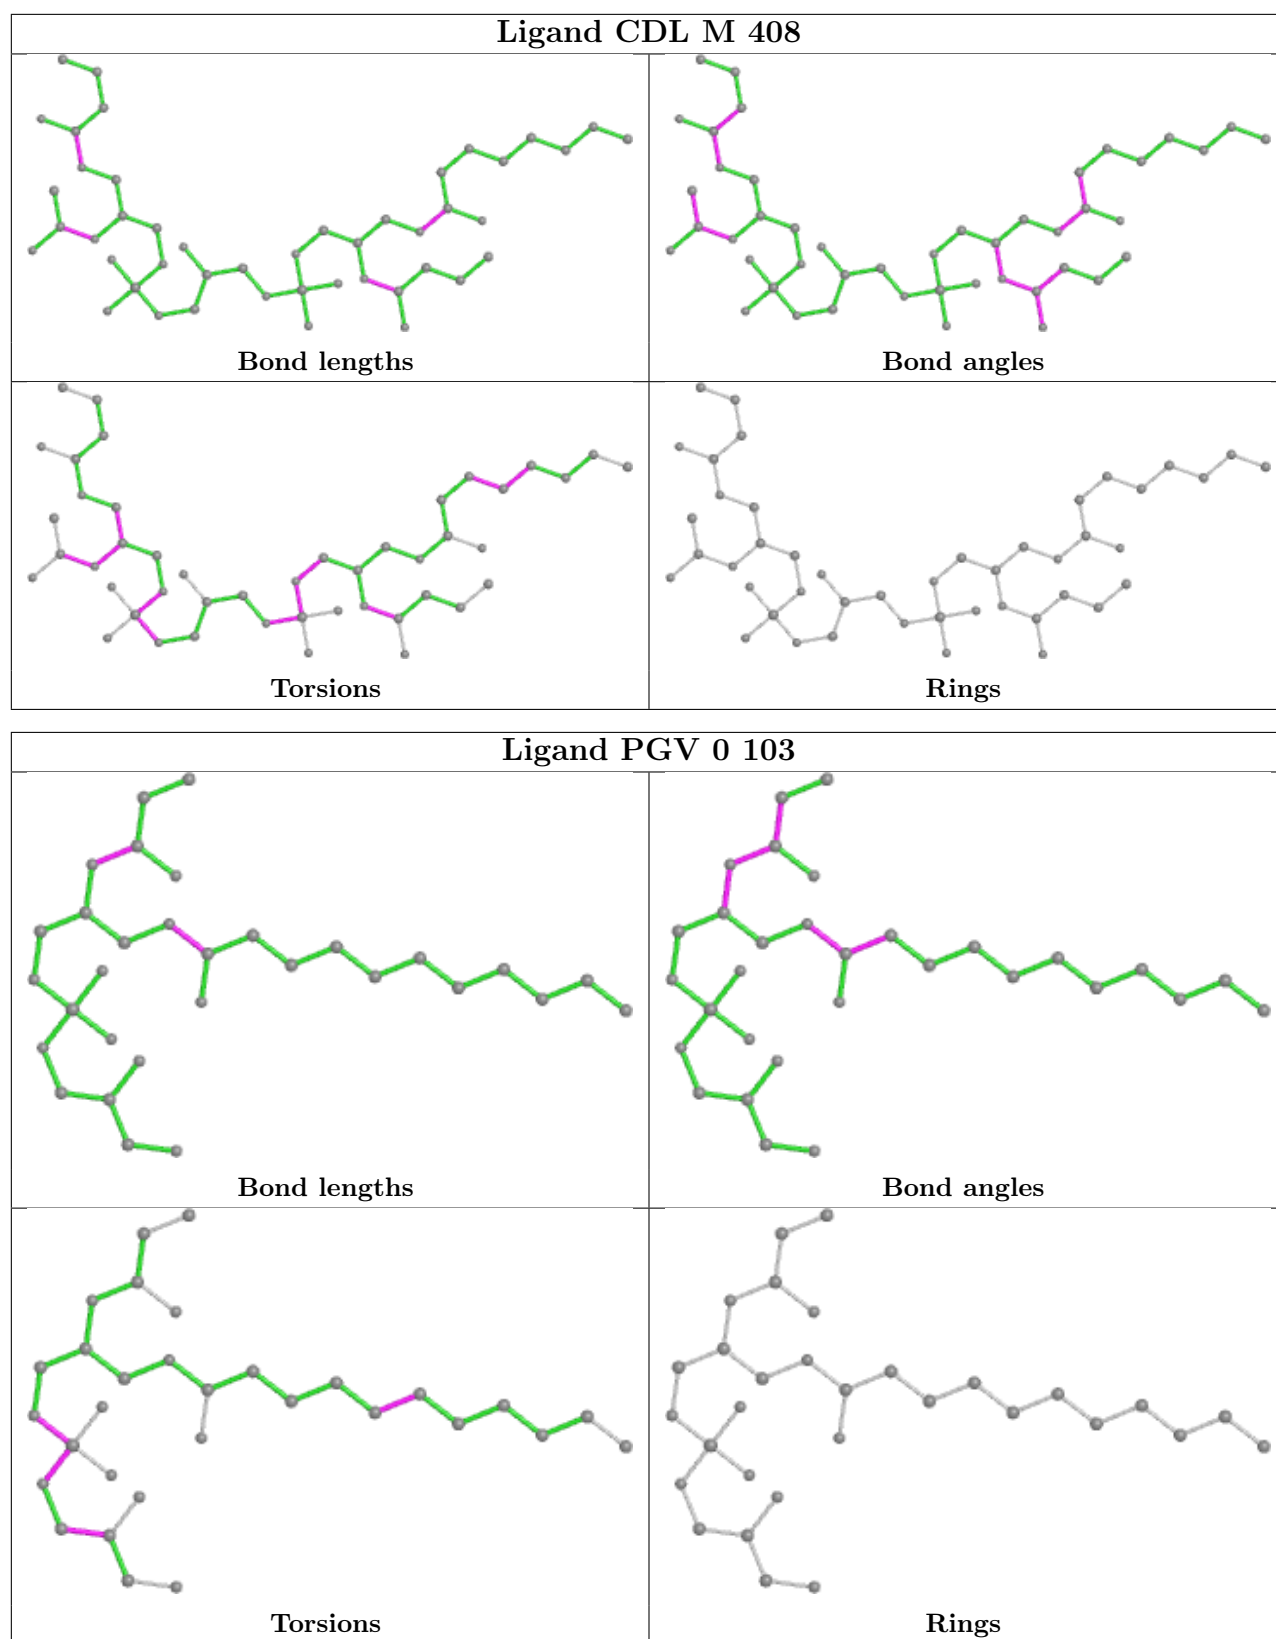 Ligand CDL M 408
Bond lengths
Bond angles
Torsions
Rings
Ligand PGV 0 103
Bond lengths
Bond angles
Torsions
Rings